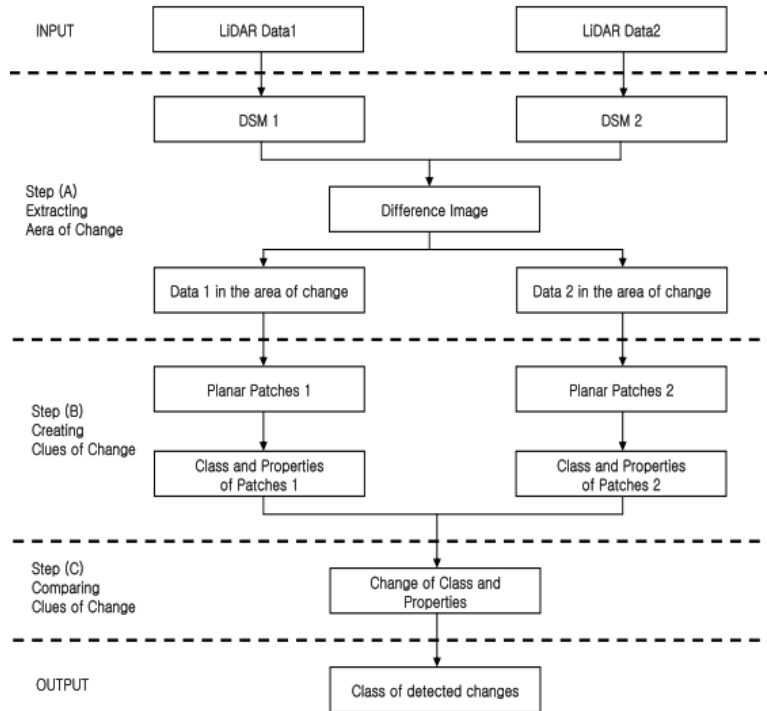 INPUT
LiDAR Data1
LiDAR Data2
DSM 1
DSM 2
Step (A)
Extracting
Aera of Change
Difference Image
Data 1 in the area of change
Data 2 in the area of change
Step (B)
Creating
Clues of Change
Planar Patches 1
Planar Patches 2
Class and Properties
of Patches 1
Class and Properties
of Patches 2
Step (C)
Comparing
Clues of Change
Change of Class and
Properties
OUTPUT
Class of detected changes